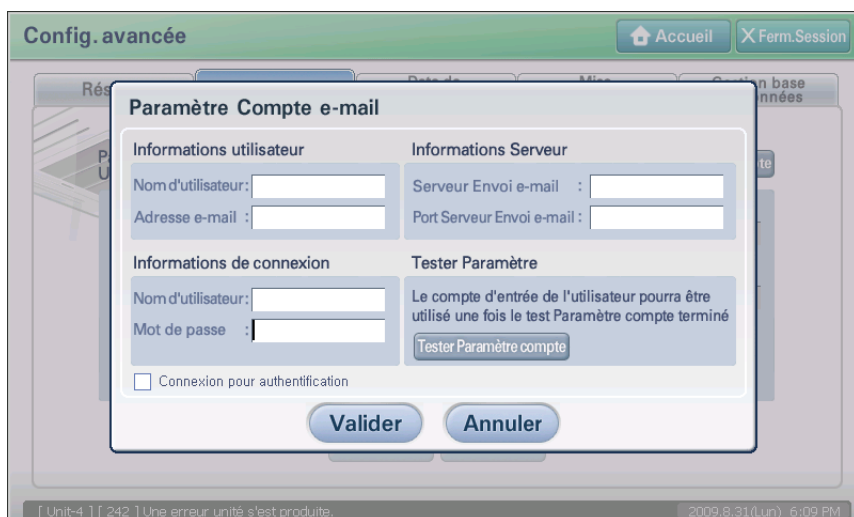 Config. avancée
Accueil
X Ferm.Session
Rés
n base
nnées
Paramètre Compte e-mail
Informations utilisateur
Informations Serveur
Nom d'utilisateur:
Serveur Envoi e-mail :
Adresse e-mail :
Port Serveur Envoi e-mail :
Informations de connexion
Tester Paramètre
Nom d'utilisateur:
Le compte d'entrée de l'utilisateur pourra être
Mot de passe :
utilisé une fois le test Paramètre compte terminé
Tester Paramètre compte
Connexion pour authentification
Valider
Annuler
[ Unit-4 ] [ 242 ] Une erreur unité s'est produite.
2009.8.31(Lun) 6:09 PM